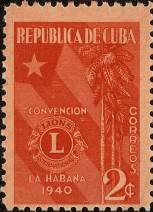 REPUBLICA DE CUBA
CONVENCION
LIONS
L
LA HABANA
1940
CORREOS
2¢